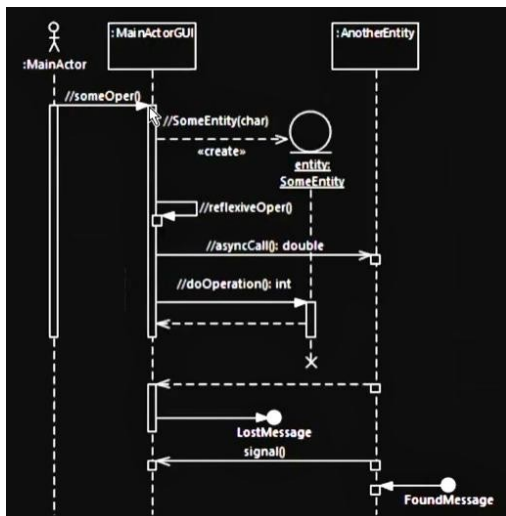 :MainActor
:MainActorGUI
:AnotherEntity
//someOper()
//SomeEntity(char)
«create»
entity:
SomeEntity
//reflexiveOper()
//asyncCall(): double
//doOperation(): int
LostMessage
signal()
FoundMessage